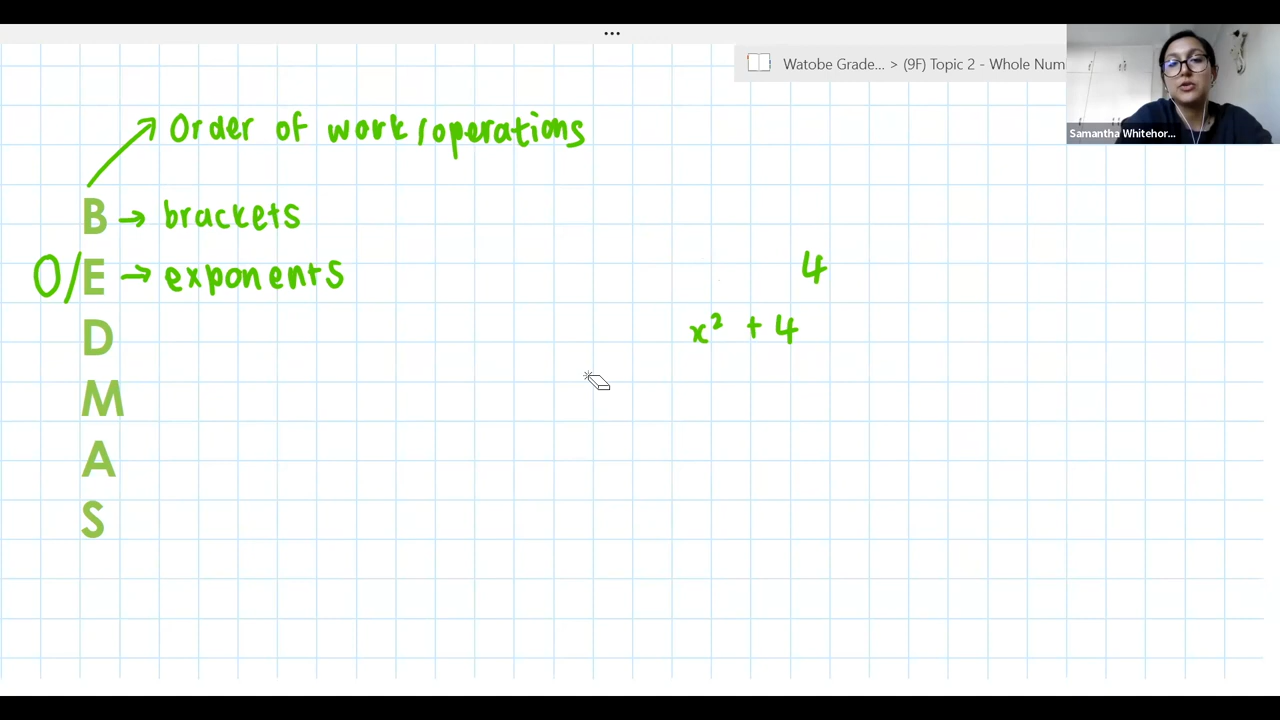 ...
Watobe Grade... > (9F) Topic 2 - Whole Num
Samantha Whitehor...
Order of work/operations
B → brackets
O/E → exponents
4
x² + 4
D
M
A
S